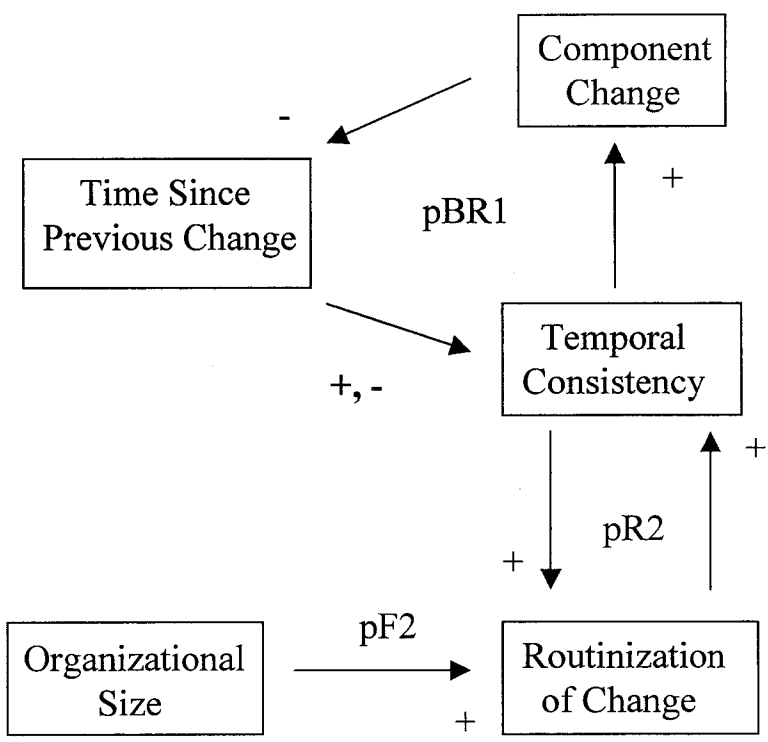 Component
Change
-
Time Since
Previous Change
+
pBR1
Temporal
Consistency
+, -
+
pR2
+
Organizational
Size
pF2
+
Routinization
of Change